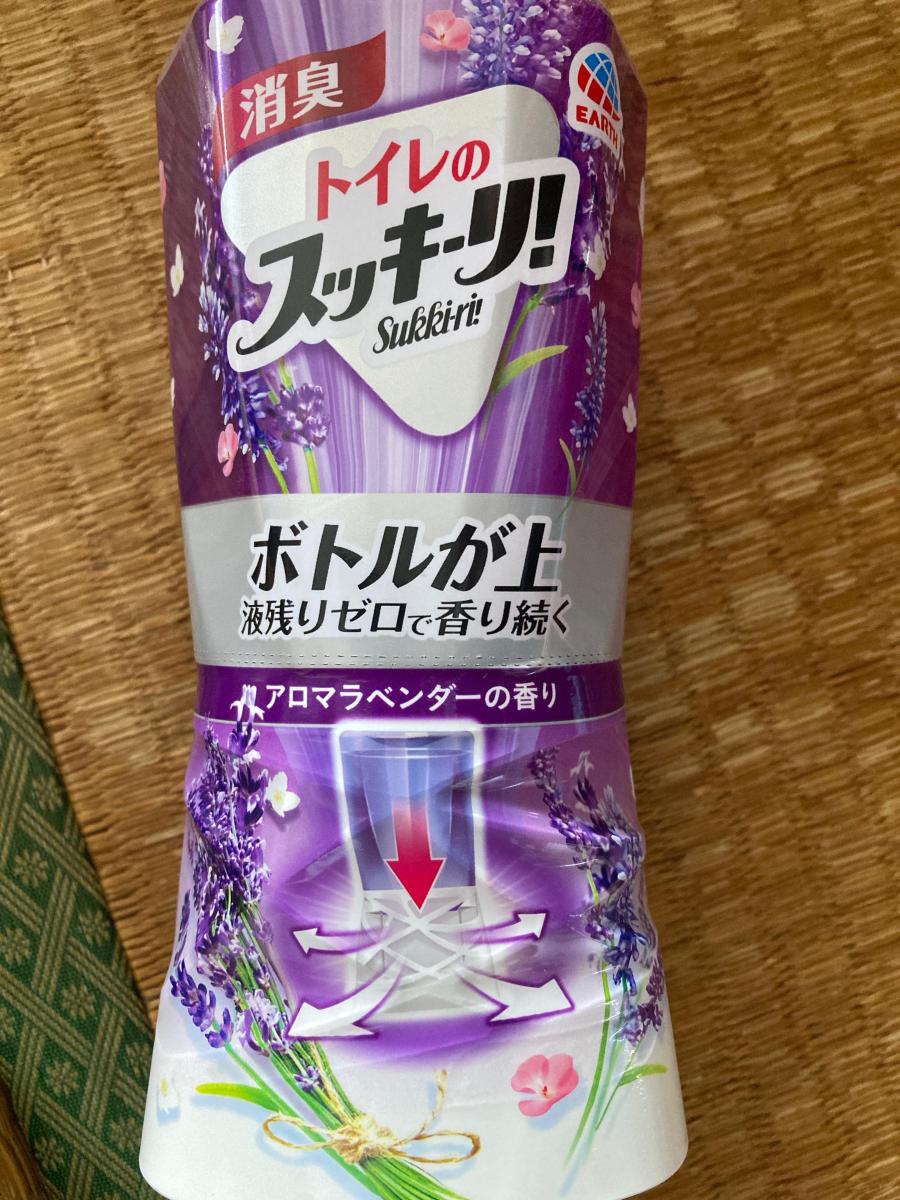 消臭
EARTH
トイレの
スッキーリ!
Sukki-ri!
ボトルが上
液残りゼロで香り続く
アロマラベンダーの香り